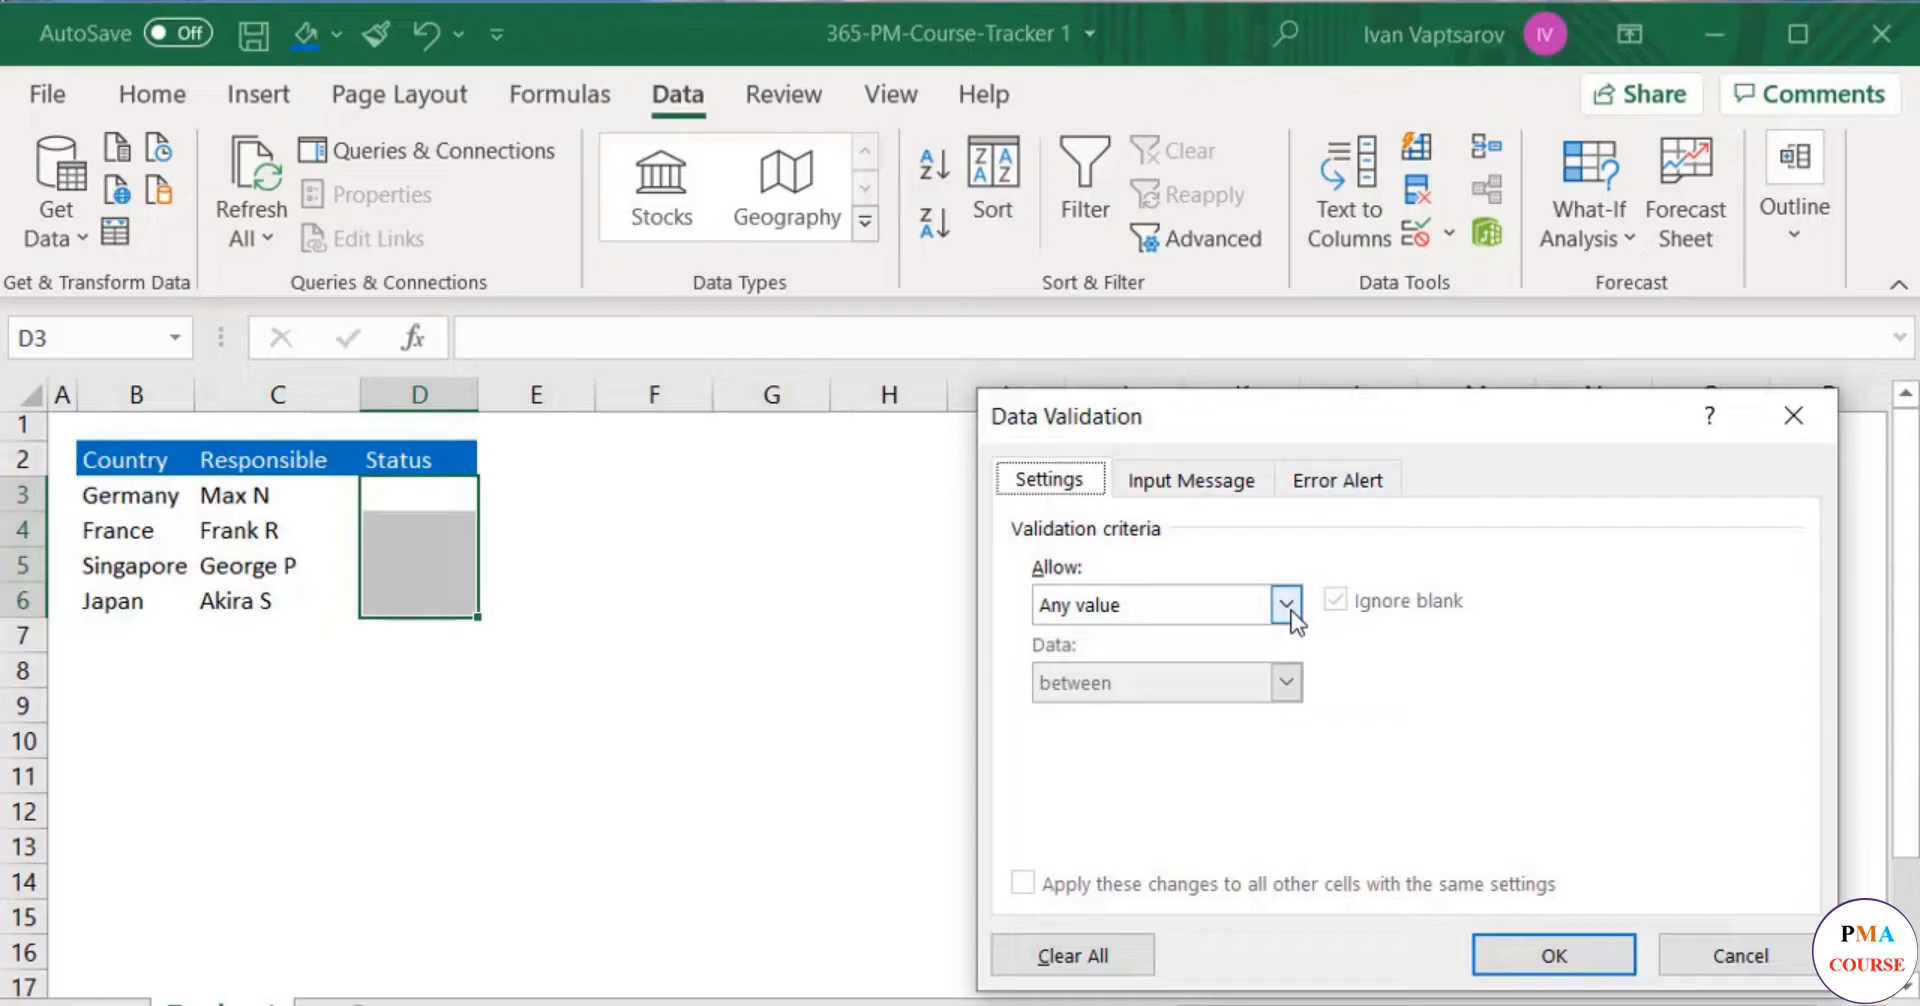 AutoSave Off 365-PM-Course-Tracker 1 Ivan Vaptsarov IV
File Home Insert Page Layout Formulas Data Review View Help Share Comments
Get Data
Refresh All
Queries & Connections
Properties
Edit Links
Stocks
Geography
A Z
Z A
Z A A Z
Sort
Filter
Clear
Reapply
Advanced
Text to Columns
What-If Analysis
Forecast Sheet
Outline
Get & Transform Data Queries & Connections Data Types Sort & Filter Data Tools Forecast
D3 fx
A B C D E F G H
1
2 Country Responsible Status
3 Germany Max N
4 France Frank R
5 Singapore George P
6 Japan Akira S
7
8
9
10
11
12
13
14
15
16
17
Data Validation ?
Settings Input Message Error Alert
Validation criteria
Allow:
Any value Ignore blank
Data:
between
Apply these changes to all other cells with the same settings
Clear All OK Cancel
PMA
COURSE